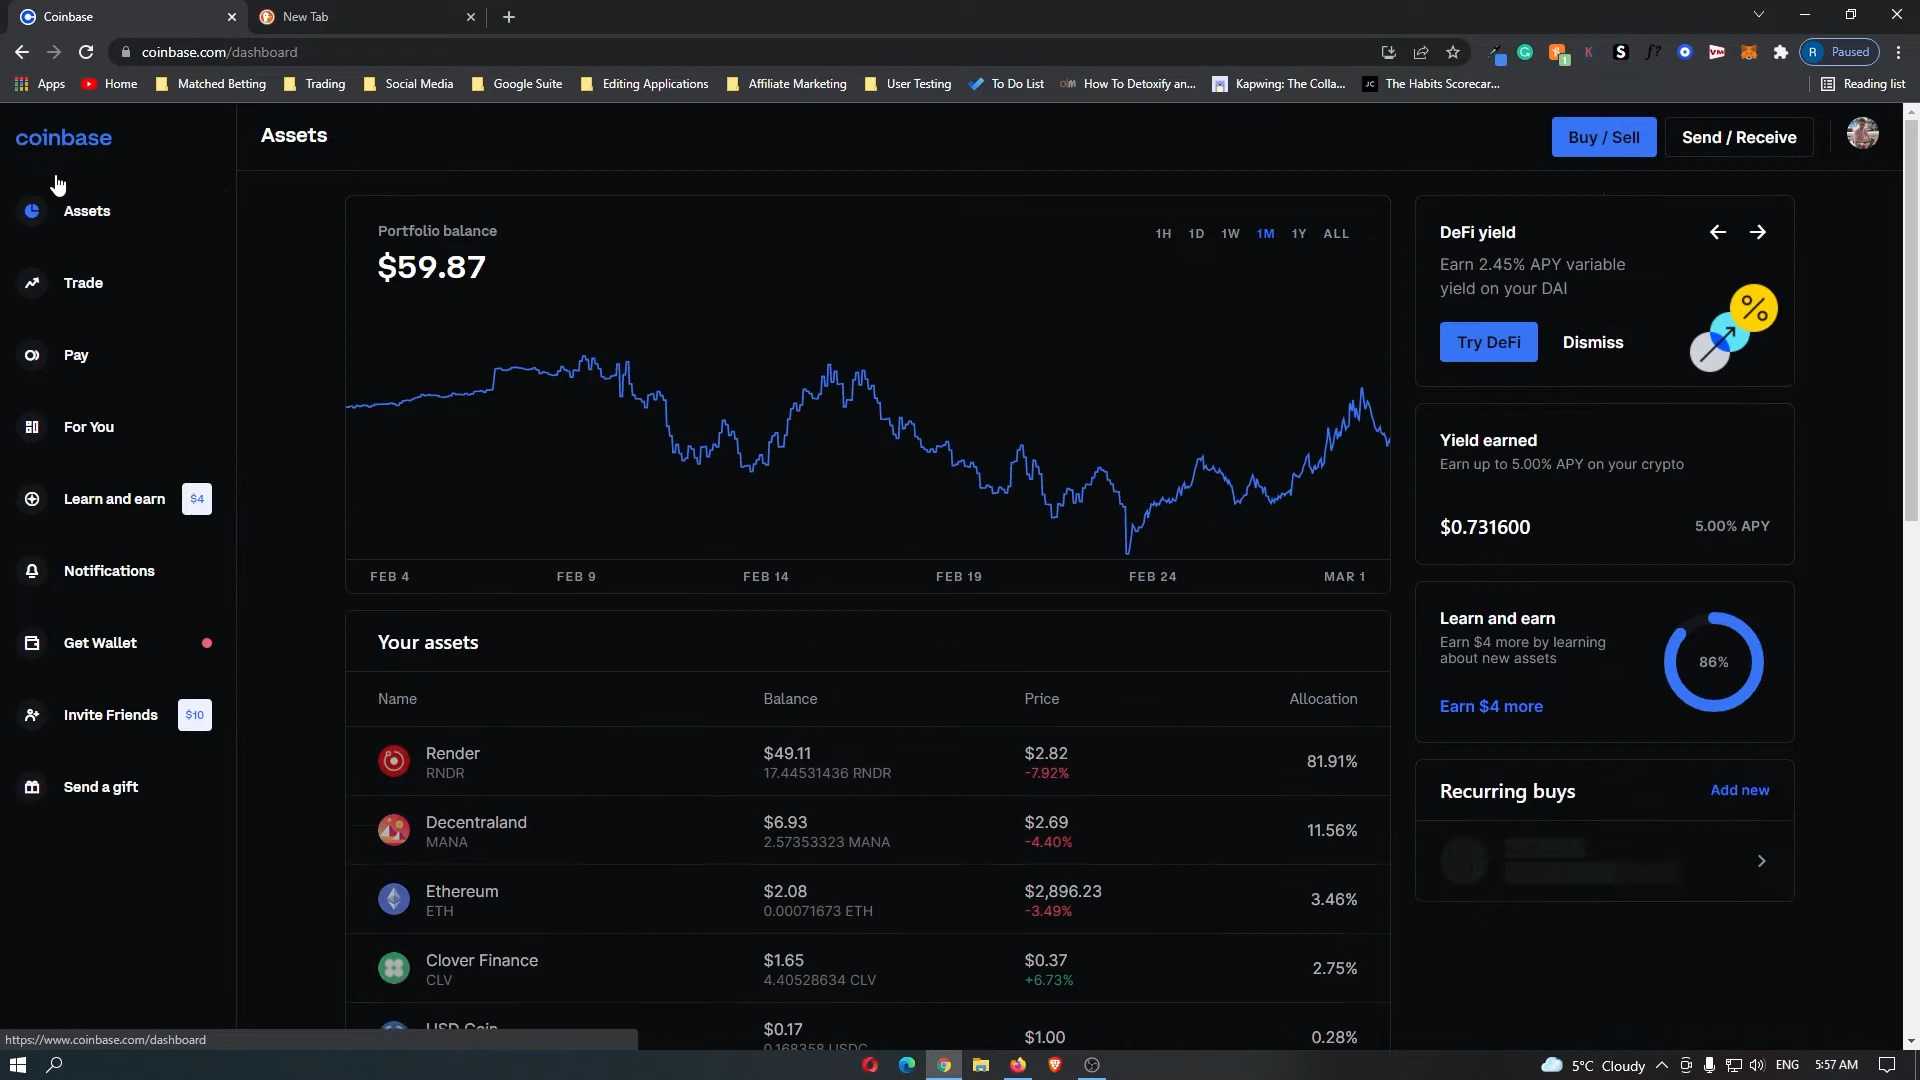 Coinbase
New Tab
coinbase.com/dashboard
1
R Paused
Apps Home Matched Betting Trading Social Media Google Suite Editing Applications Affiliate Marketing User Testing To Do List How To Detoxify an... Kapwing: The Colla... JC The Habits Scorecar... Reading list
coinbase
Assets
Trade
Pay
For You
Learn and earn $4
Notifications
Get Wallet
Invite Friends $10
Send a gift
Assets
Buy / Sell
Send / Receive
Portfolio balance
$59.87
1H 1D 1W 1M 1Y ALL
FEB 4 FEB 9 FEB 14 FEB 19 FEB 24 MAR 1
Your assets
Name Balance Price Allocation
Render $49.11 $2.82 81.91%
RNDR 17.44531436 RNDR -7.92%
Decentraland $6.93 $2.69 11.56%
MANA 2.57353323 MANA -4.40%
Ethereum $2.08 $2,896.23 3.46%
ETH 0.00071673 ETH -3.49%
Clover Finance $1.65 $0.37 2.75%
CLV 4.40528634 CLV +6.73%
USD Coin $0.17 $1.00 0.28%
0.168358 USDC
DeFi yield
Earn 2.45% APY variable
yield on your DAI
Try DeFi Dismiss
Yield earned
Earn up to 5.00% APY on your crypto
$0.731600 5.00% APY
Learn and earn
Earn $4 more by learning
about new assets
86%
Earn $4 more
Recurring buys Add new
https://www.coinbase.com/dashboard
5°C Cloudy ENG 5:57 AM